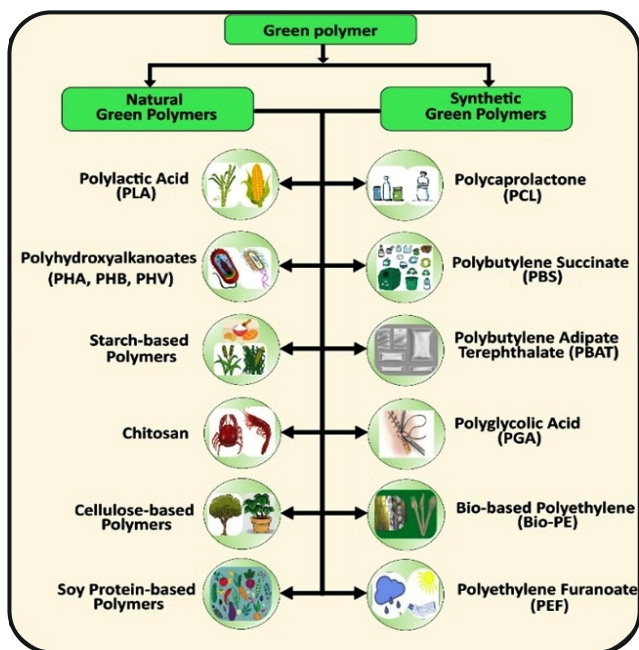 Green polymer
Natural
Green Polymers
Synthetic
Green Polymers
Polylactic Acid
(PLA)
Polycaprolactone
(PCL)
Polyhydroxyalkanoates
(PHA, PHB, PHV)
Polybutylene Succinate
(PBS)
Starch-based
Polymers
Polybutylene Adipate
Terephthalate (PBAT)
Chitosan
Polyglycolic Acid
(PGA)
Cellulose-based
Polymers
Bio-based Polyethylene
(Bio-PE)
Soy Protein-based
Polymers
Polyethylene Furanoate
(PEF)